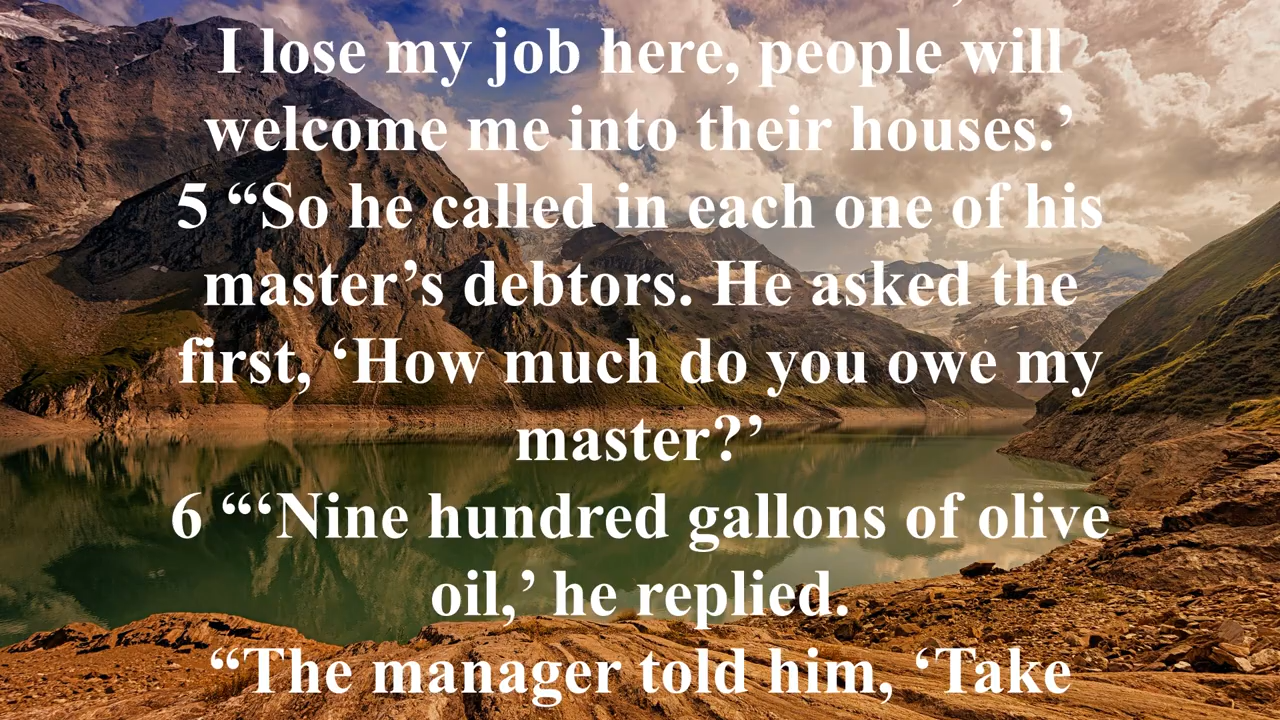 I lose my job here, people will
welcome me into their houses.’
5 “So he called in each one of his
master’s debtors. He asked the
first, ‘How much do you owe my
master?’
6 “‘Nine hundred gallons of olive
oil,’ he replied.
“The manager told him, ‘Take